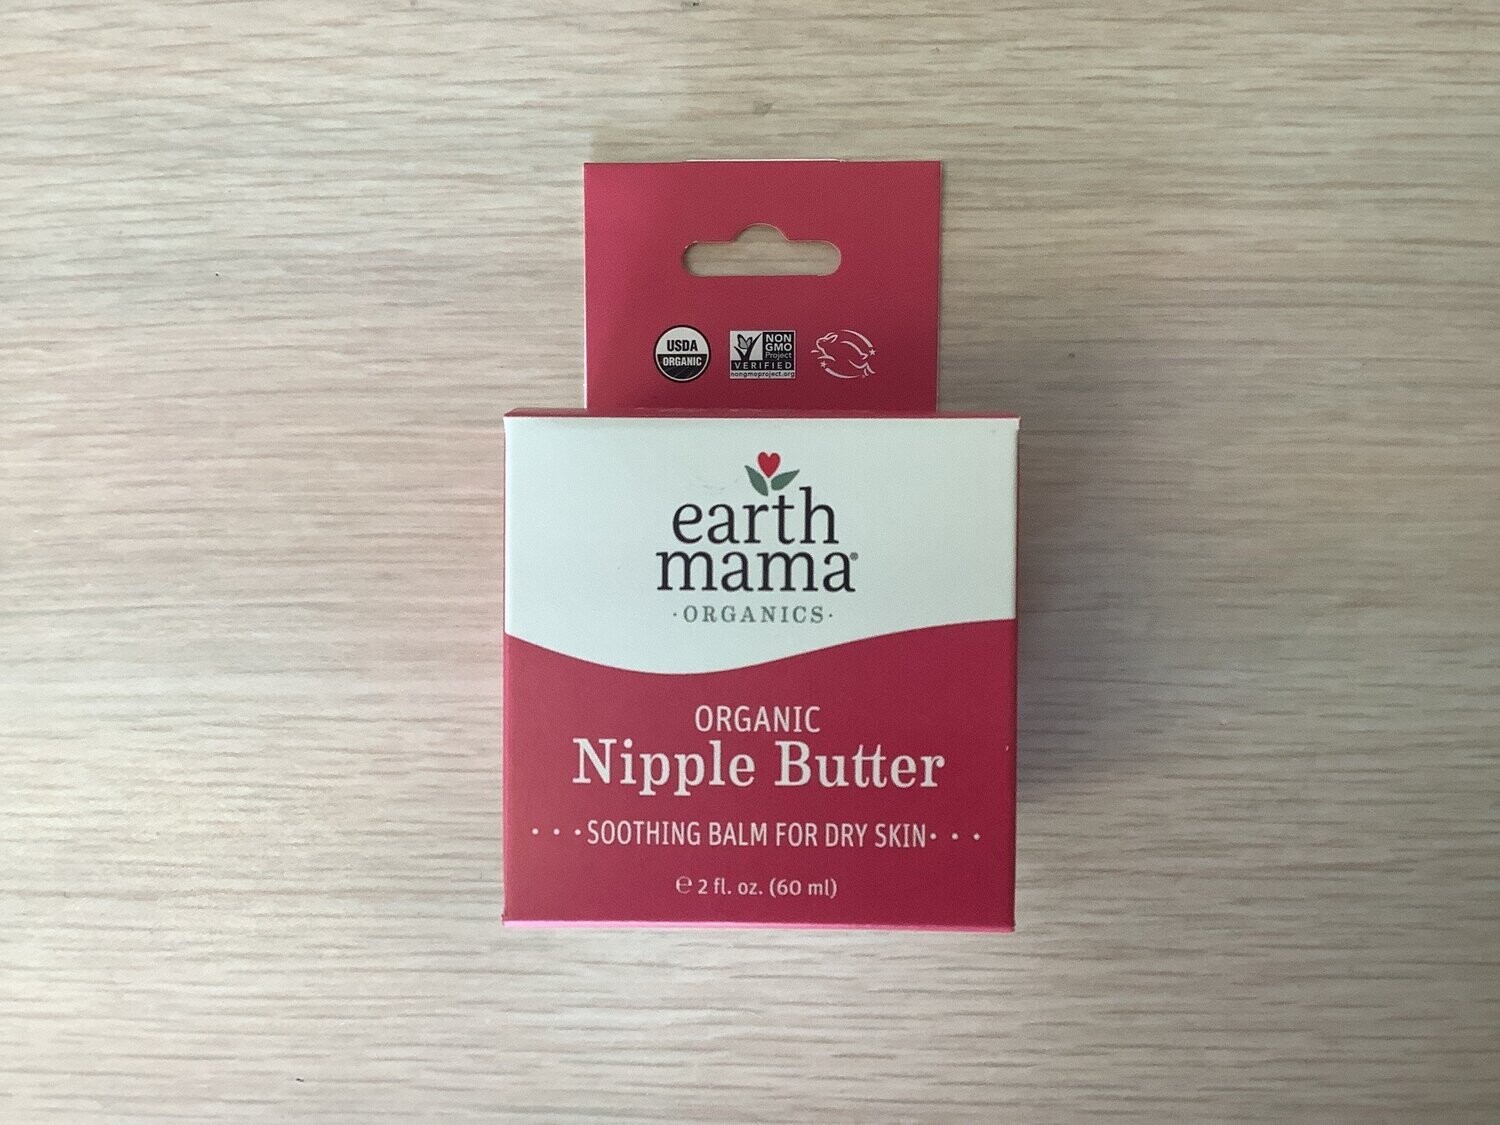 USDA
ORGANIC
NON
GMO
Project
VERIFIED
nongmoproject.org
earth
mama®
·ORGANICS·
ORGANIC
Nipple Butter
• • •SOOTHING BALM FOR DRY SKIN• • •
℮ 2 fl. oz. (60 ml)